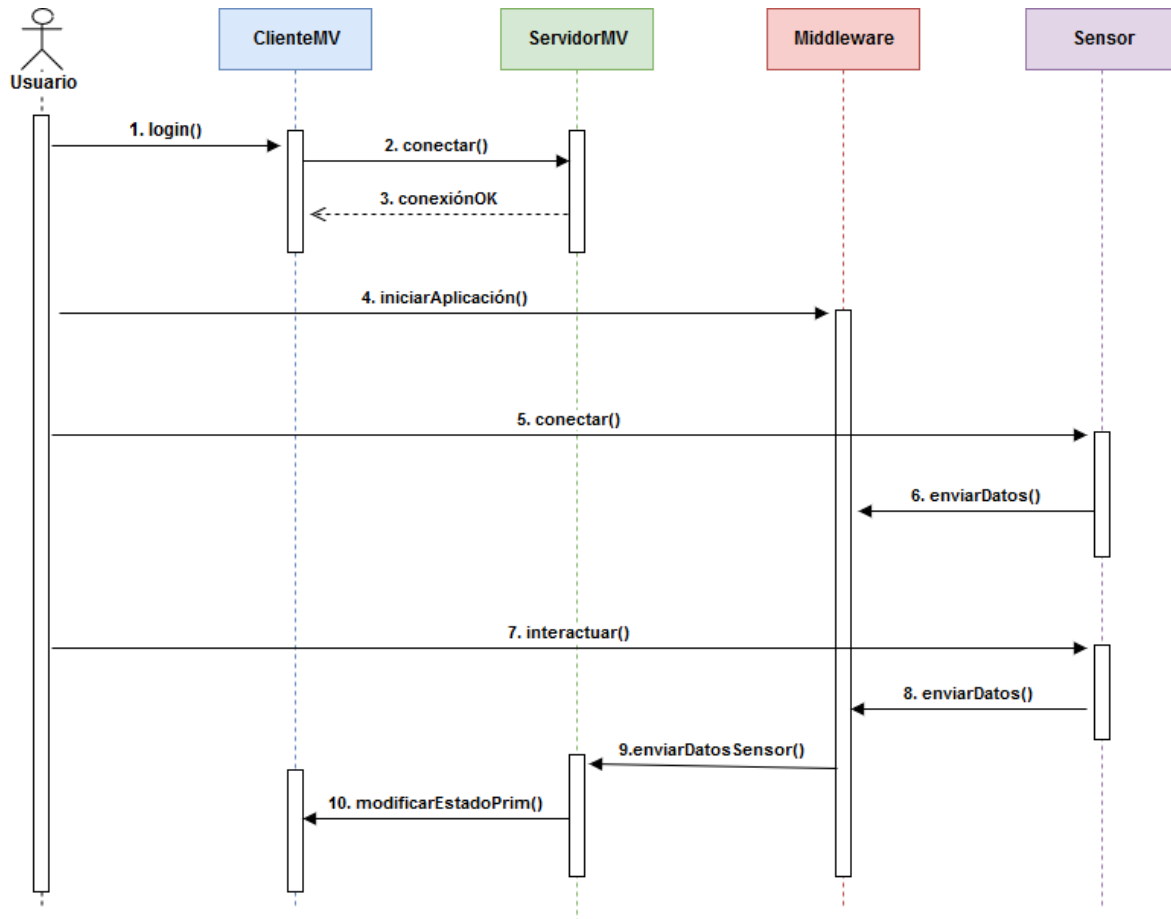 ClienteMV
ServidorMV
Middleware
Sensor
Usuario
1. login()
2. conectar()
3. conexiónOK
4. iniciarAplicación()
5. conectar()
6. enviarDatos()
7. interactuar()
8. enviarDatos()
9.enviarDatosSensor()
10. modificarEstadoPrim()